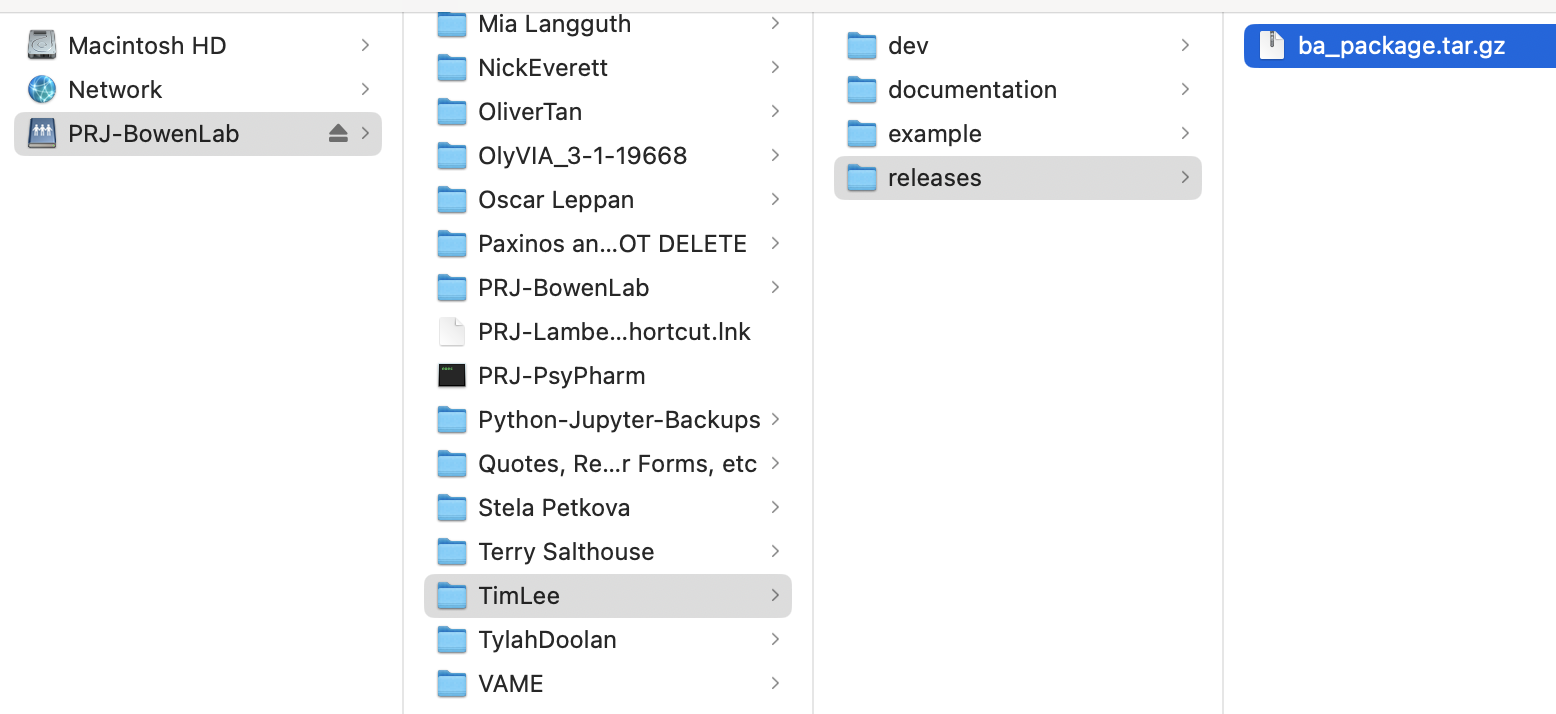 Macintosh HD
Network
PRJ-BowenLab
Mia Langguth
NickEverett
OliverTan
OlyVIA_3-1-19668
Oscar Leppan
Paxinos an...OT DELETE
PRJ-BowenLab
PRJ-Lambe...hortcut.lnk
PRJ-PsyPharm
Python-Jupyter-Backups
Quotes, Re...r Forms, etc
Stela Petkova
Terry Salthouse
TimLee
TylahDoolan
VAME
dev
documentation
example
releases
ba_package.tar.gz